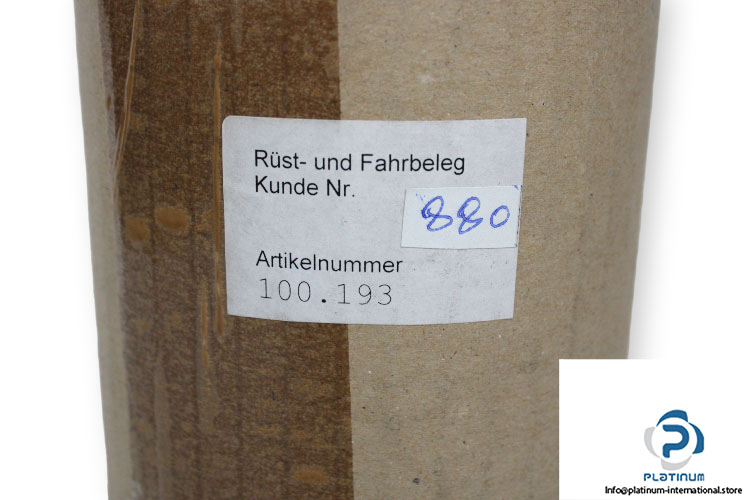 Rüst- und Fahrbeleg
Kunde Nr.
880
Artikelnummer
100.193
PLATINUM
Info@platinum-international.store